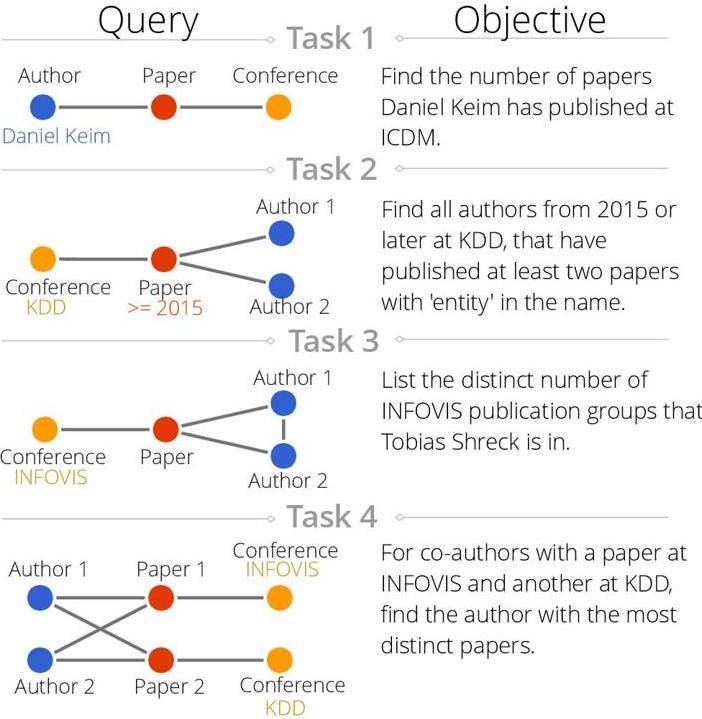 Query
Objective
Task 1
Author
Paper
Conference
Daniel Keim
Find the number of papers
Daniel Keim has published at
ICDM.
Task 2
Author 1
Conference
KDD
Paper
>= 2015
Author 2
Find all authors from 2015 or
later at KDD, that have
published at least two papers
with 'entity' in the name.
Task 3
Author 1
Conference
INFOVIS
Paper
Author 2
List the distinct number of
INFOVIS publication groups that
Tobias Shreck is in.
Task 4
Author 1
Paper 1
Conference
INFOVIS
Author 2
Paper 2
Conference
KDD
For co-authors with a paper at
INFOVIS and another at KDD,
find the author with the most
distinct papers.